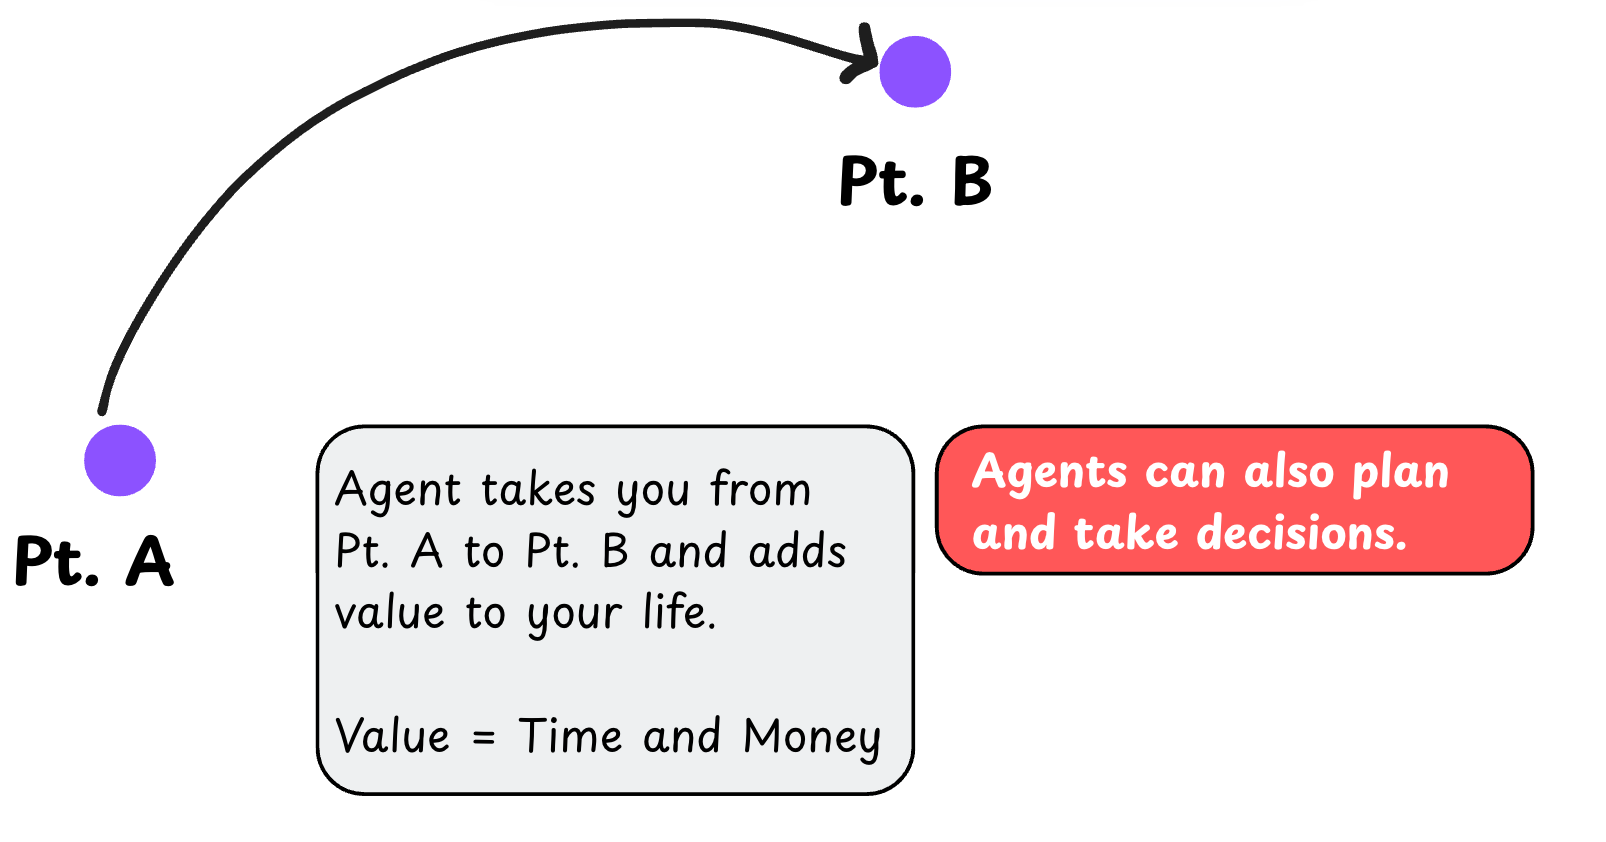 Pt. B
Pt. A
Agent takes you from
Pt. A to Pt. B and adds
value to your life.
Value = Time and Money
Agents can also plan
and take decisions.